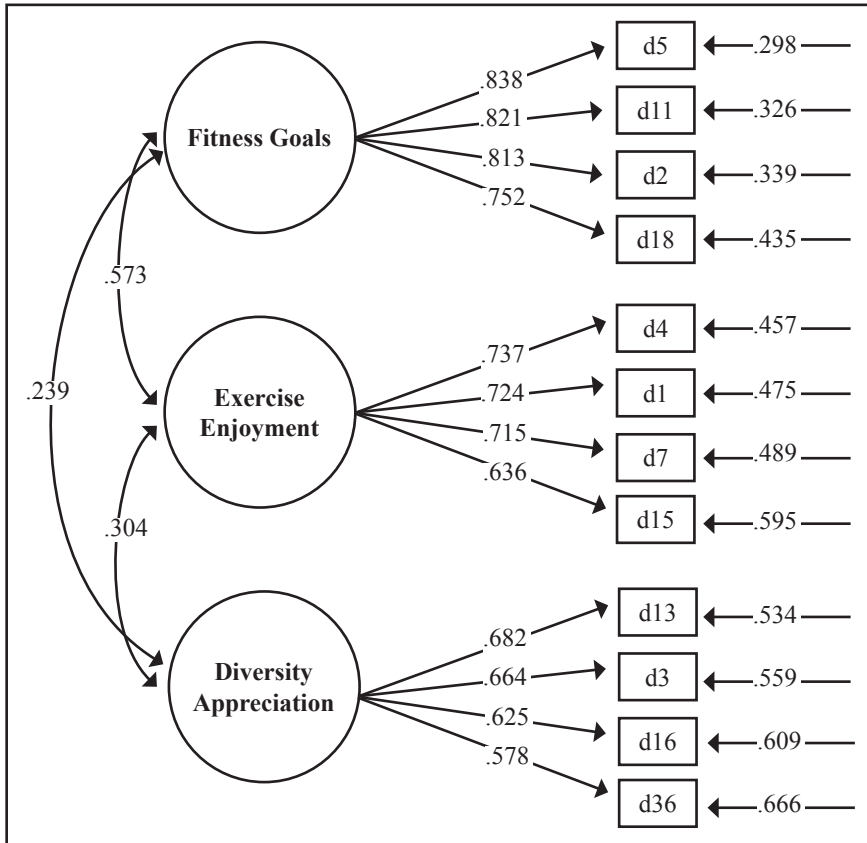 .838
d5
.298
.821
d11
.326
Fitness Goals
.813
d2
.339
.752
d18
.435
.573
.737
d4
.457
.239
.724
d1
.475
Exercise
Enjoyment
.715
d7
.489
.636
d15
.595
.304
.682
d13
.534
.664
d3
.559
Diversity
Appreciation
.625
d16
.609
.578
d36
.666